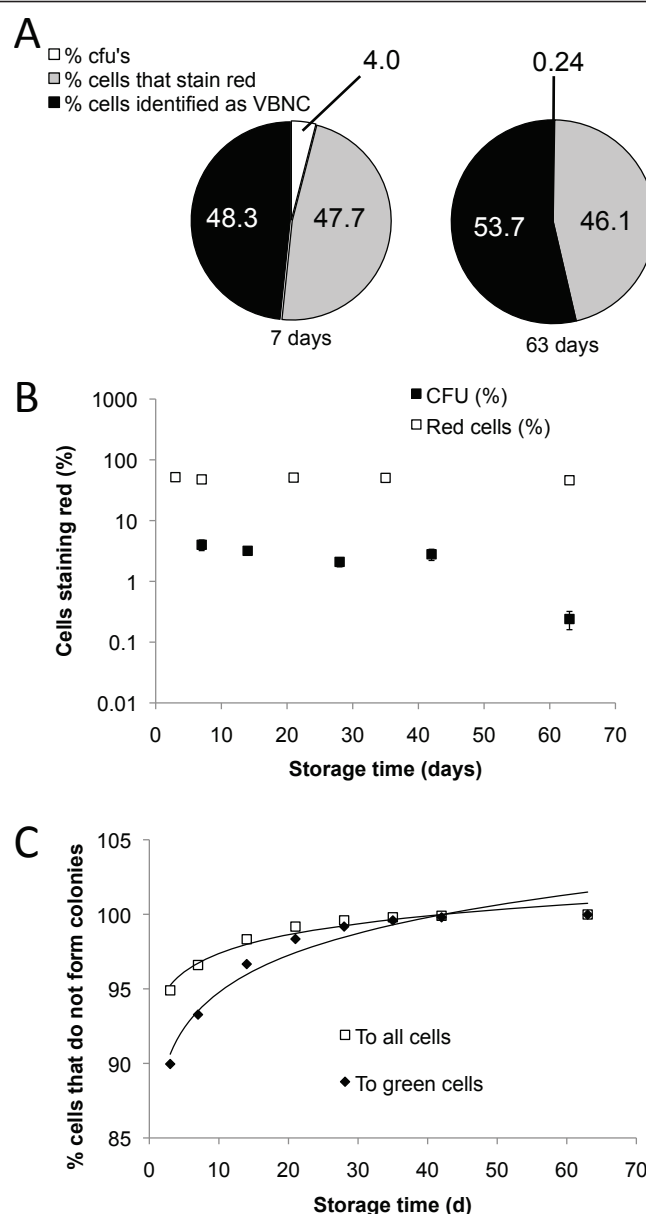 A
% cfu's
% cells that stain red
% cells identified as VBNC
4.0
0.24
48.3
47.7
53.7
46.1
7 days
63 days
B
CFU (%)
Red cells (%)
1000
100
10
1
0.1
0.01
Cells staining red (%)
0 10 20 30 40 50 60 70
Storage time (days)
C
105
100
95
90
85
% cells that do not form colonies
To all cells
To green cells
0 10 20 30 40 50 60 70
Storage time (d)